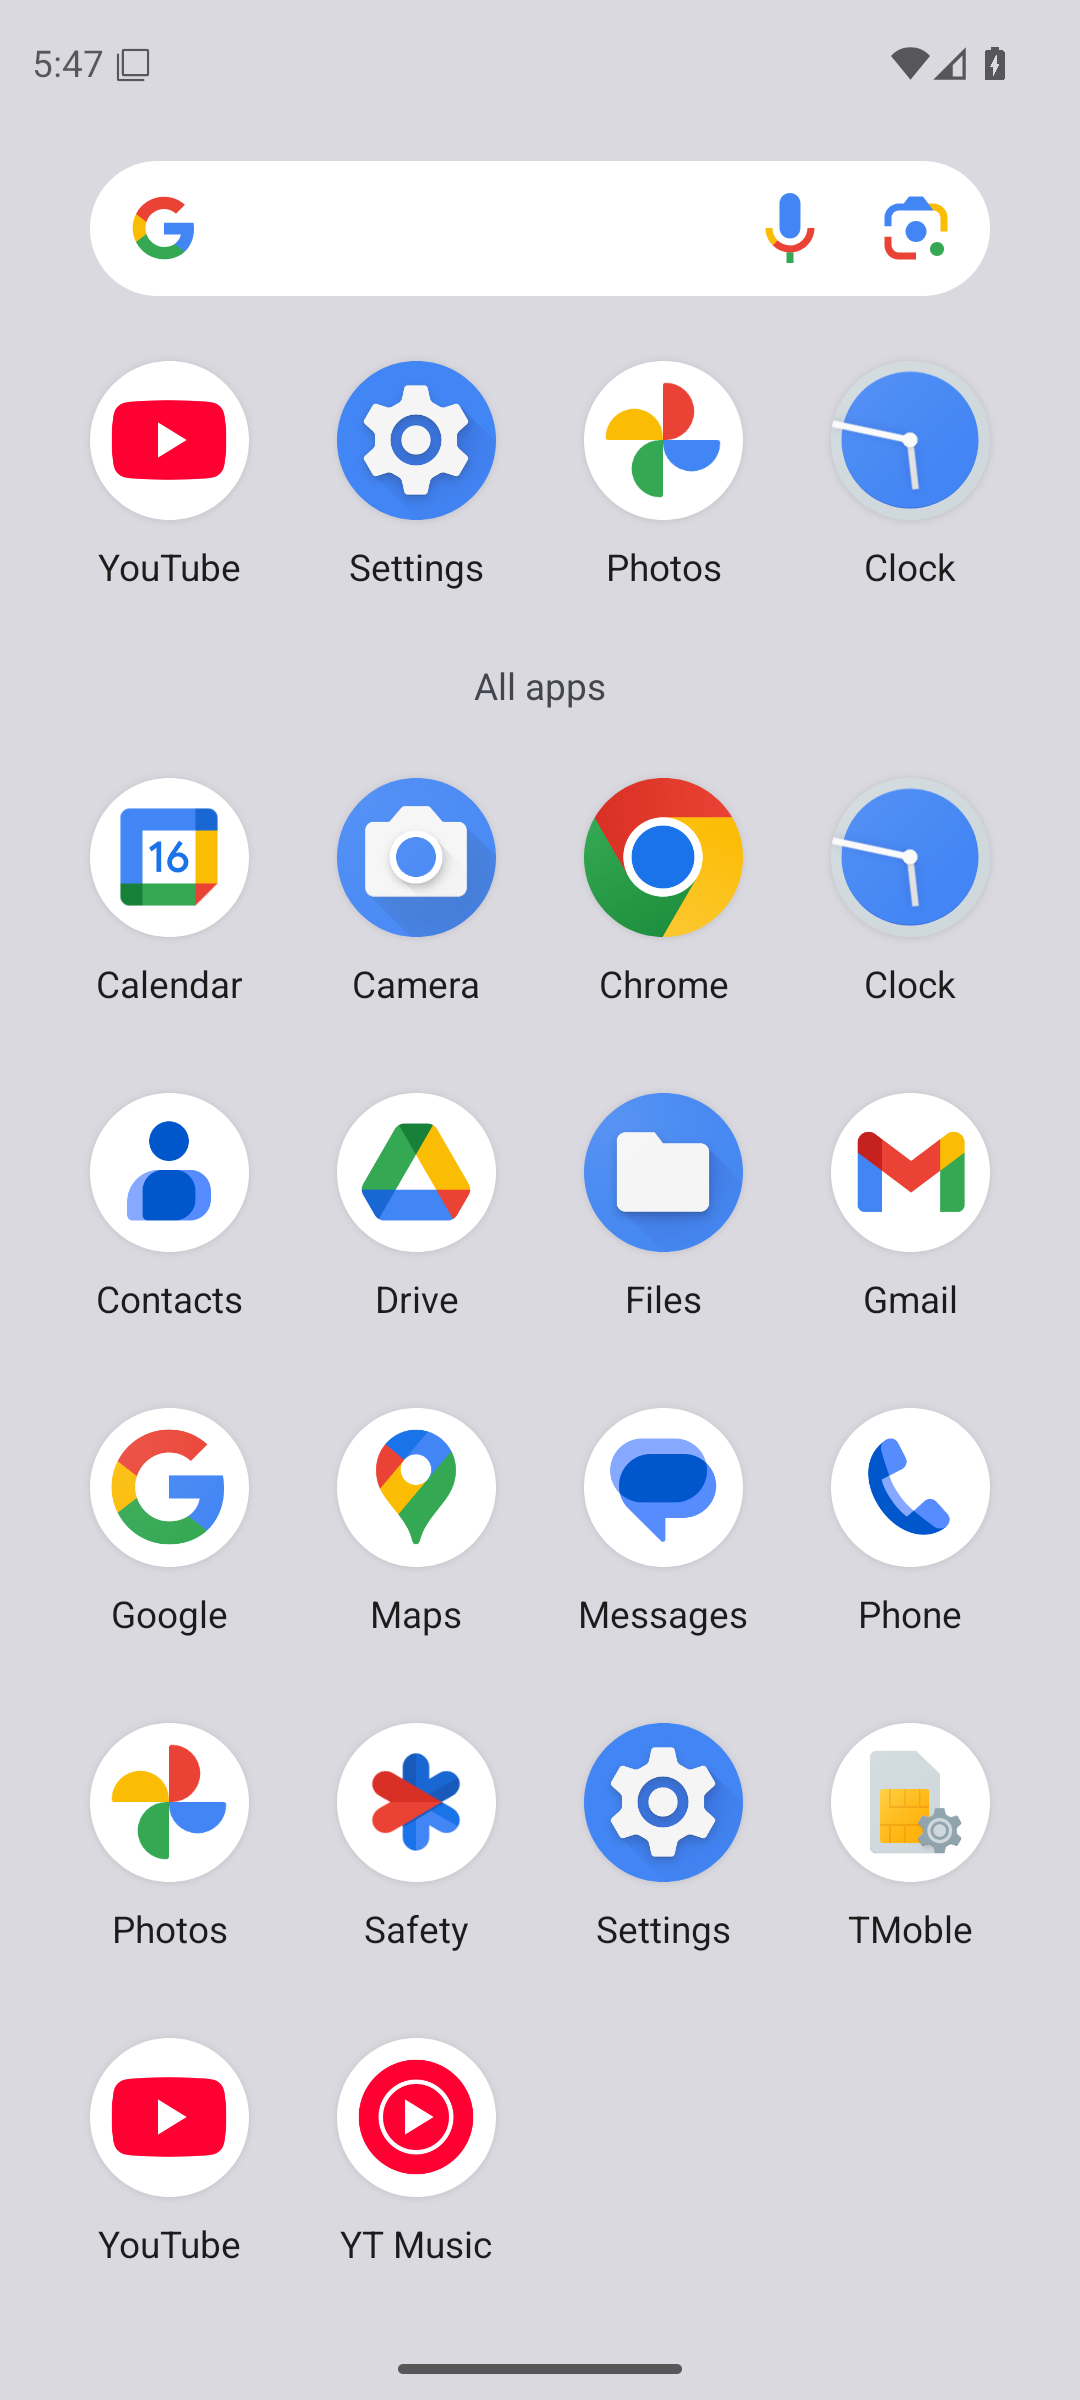 5:47
YouTube Settings Photos Clock
All apps
16
Calendar Camera Chrome Clock
Contacts Drive Files Gmail
Google Maps Messages Phone
Photos Safety Settings TMoble
YouTube YT Music